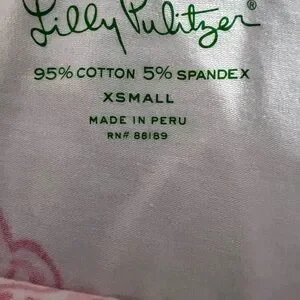 Lilly Pulitzer®
95% COTTON 5% SPANDEX
XSMALL
MADE IN PERU
RN# 88189